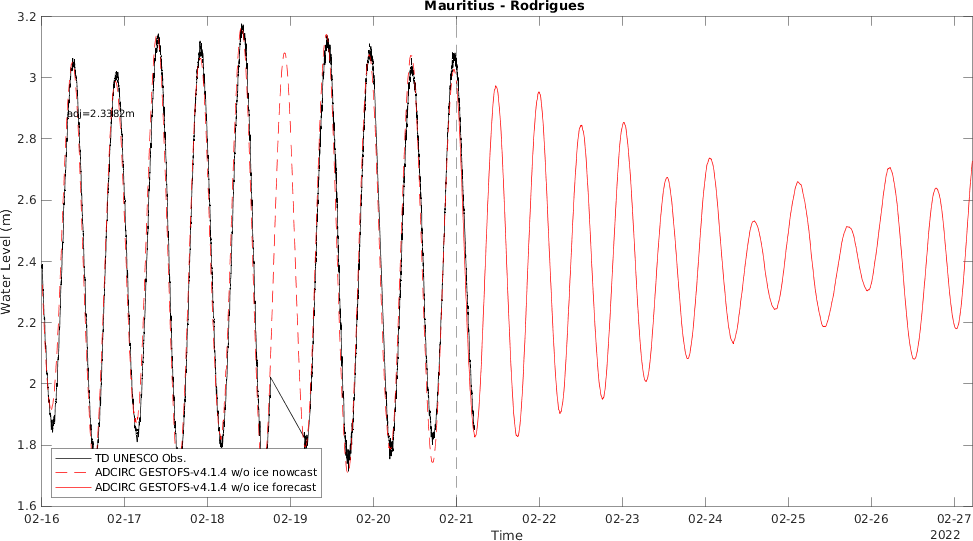 Mauritius - Rodrigues
3.2
3
2.8
2.6
2.4
2.2
2
1.8
1.6
Water Level (m)
adj=2.3382m
TD UNESCO Obs.
ADCIRC GESTOFS-v4.1.4 w/o ice nowcast
ADCIRC GESTOFS-v4.1.4 w/o ice forecast
02-16 02-17 02-18 02-19 02-20 02-21 02-22 02-23 02-24 02-25 02-26 02-27
Time 2022